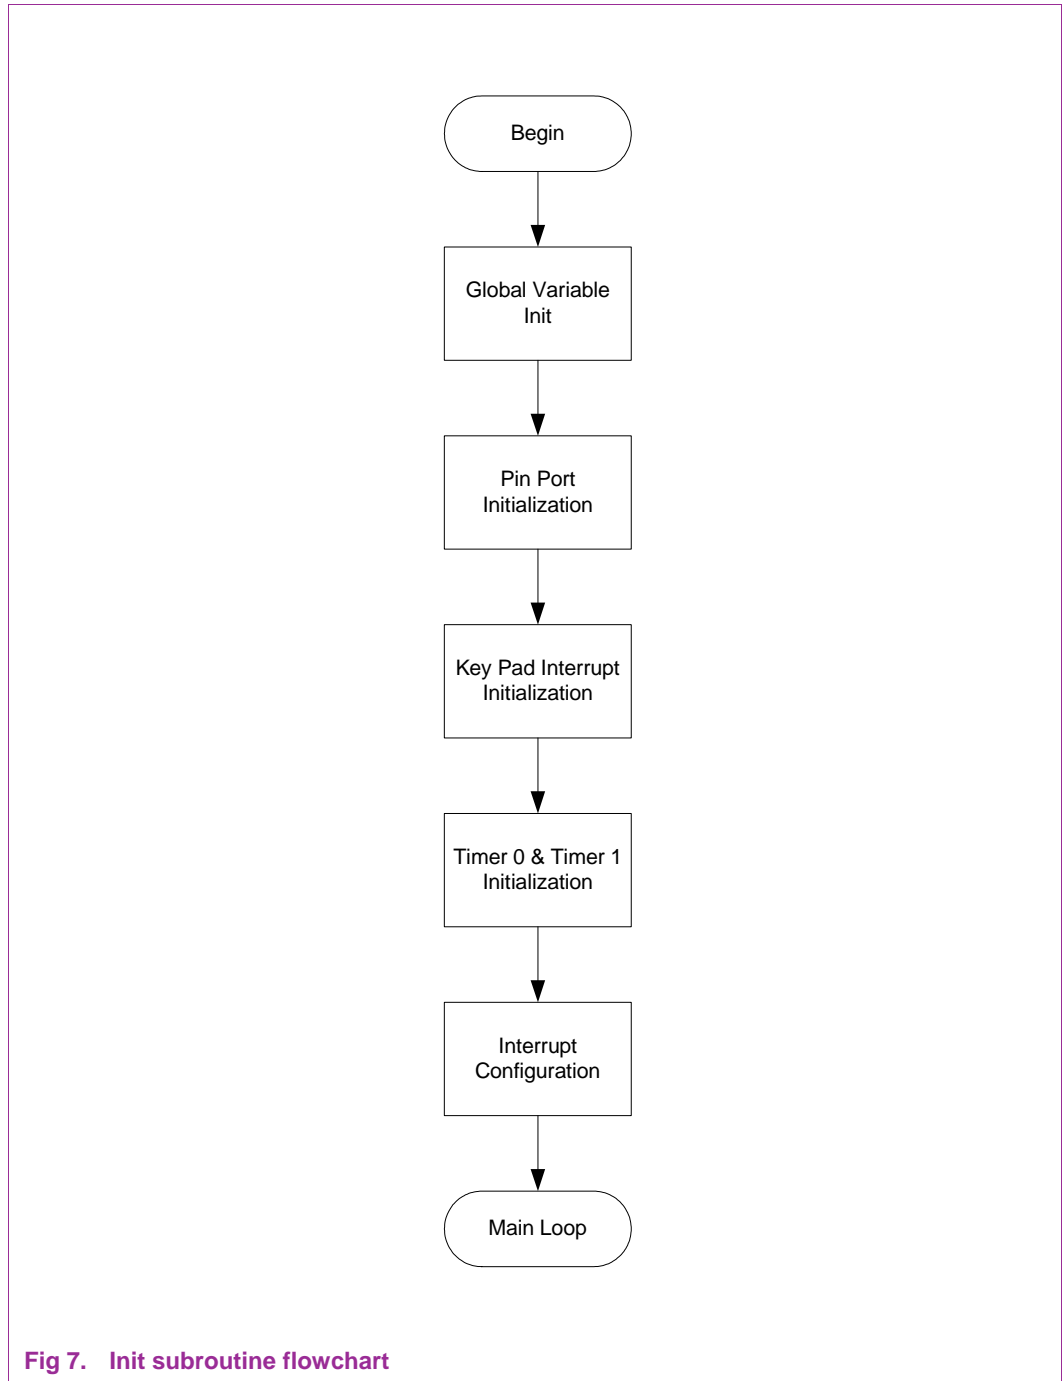 Begin
Global Variable
Init
Pin Port
Initialization
Key Pad Interrupt
Initialization
Timer 0 & Timer 1
Initialization
Interrupt
Configuration
Main Loop
Fig 7. Init subroutine flowchart